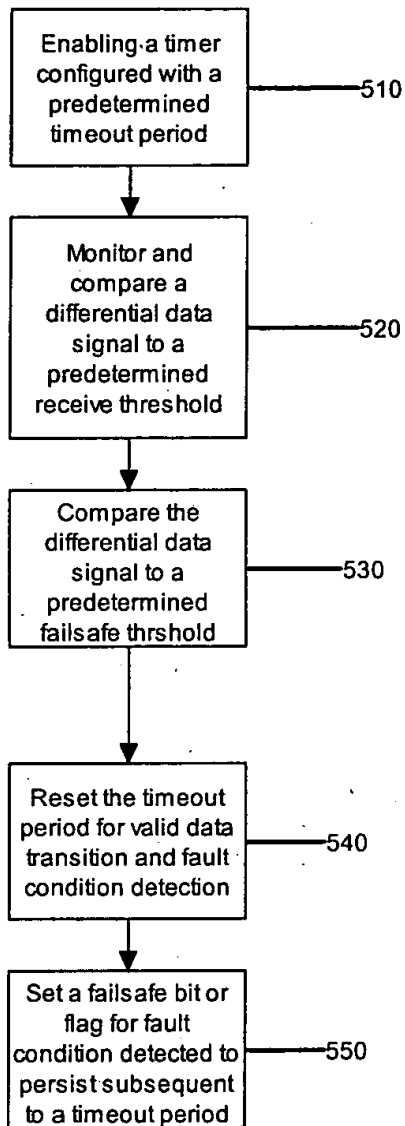 Enabling a timer
configured with a
predetermined
timeout period
510
Monitor and
compare a
differential data
signal to a
predetermined
receive threshold
520
Compare the
differential data
signal to a
predetermined
failsafe thrshold
530
Reset the timeout
period for valid data
transition and fault
condition detection
540
Set a failsafe bit or
flag for fault
condition detected to
persist subsequent
to a timeout period
550